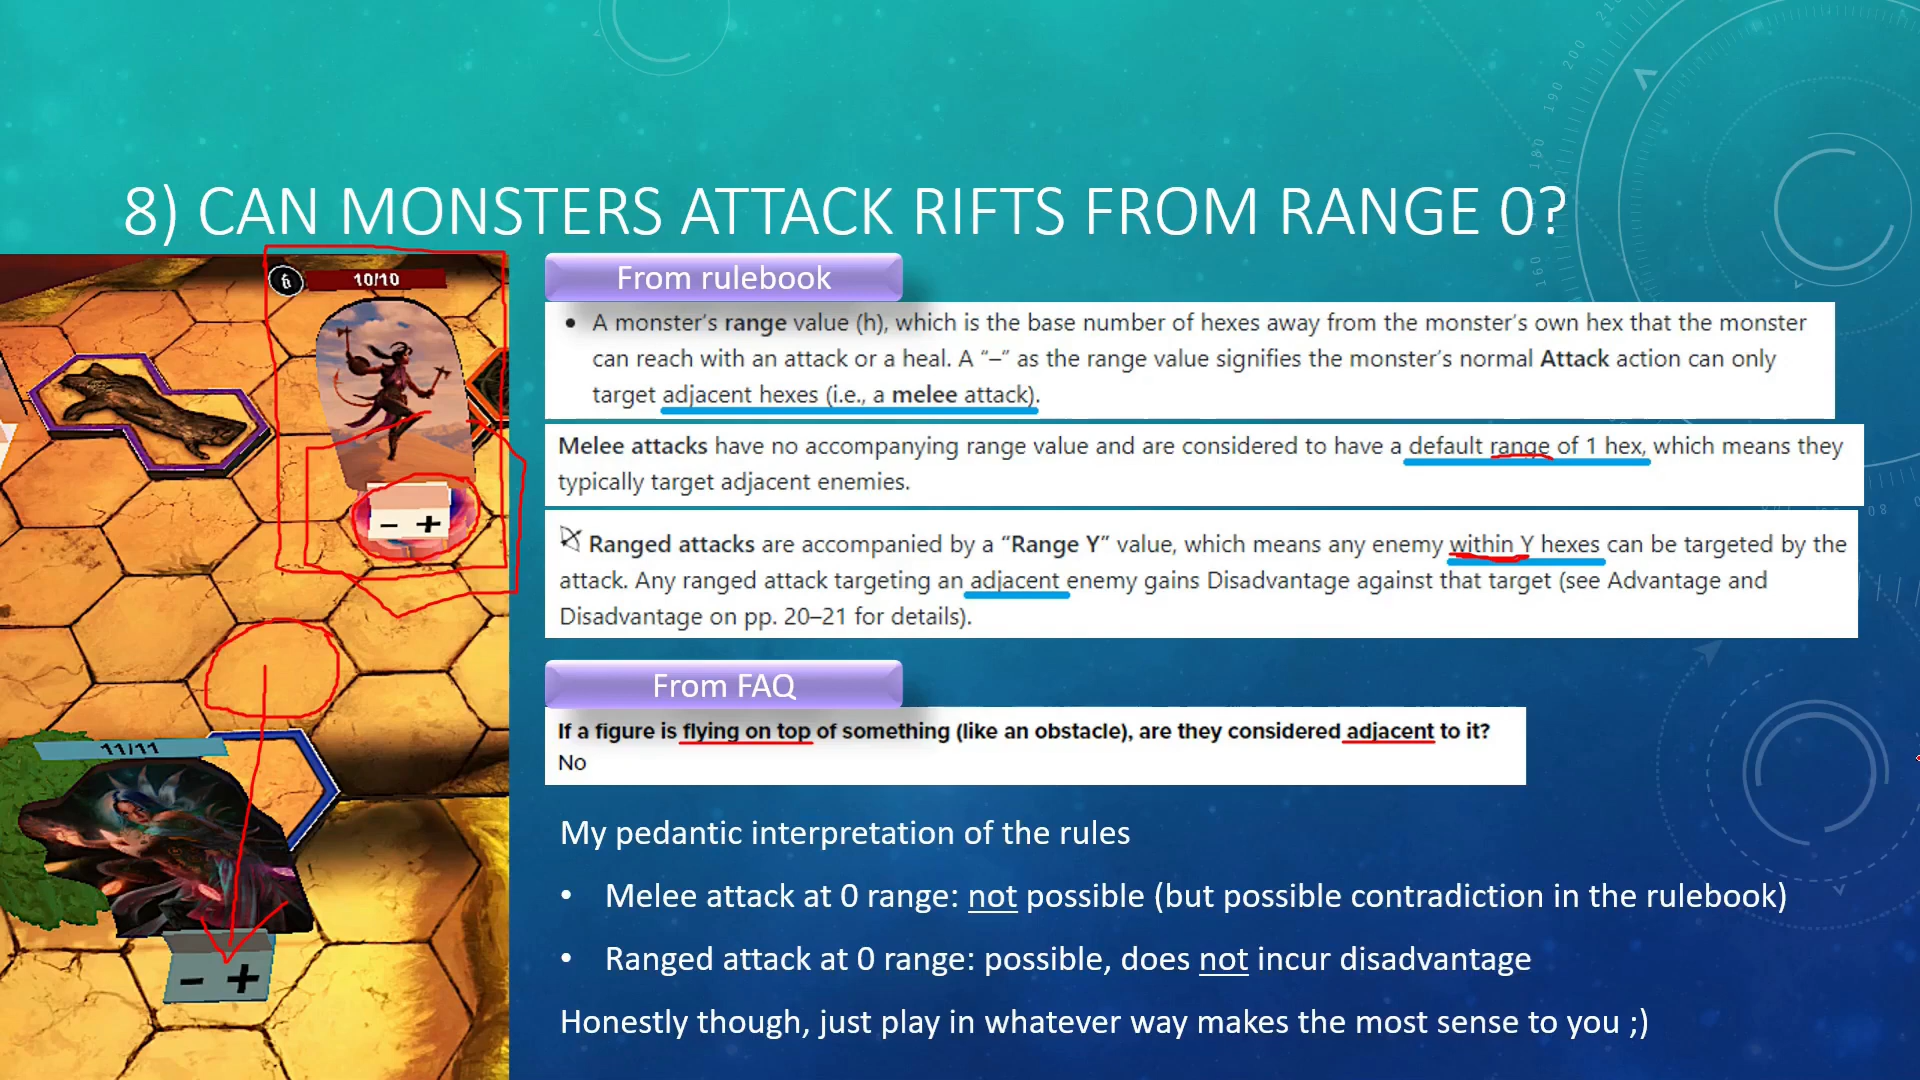 8) CAN MONSTERS ATTACK RIFTS FROM RANGE 0?
6
10/10
- +
11/11
- +
From rulebook
• A monster's range value (h), which is the base number of hexes away from the monster's own hex that the monster
can reach with an attack or a heal. A “–” as the range value signifies the monster's normal Attack action can only
target adjacent hexes (i.e., a melee attack).
Melee attacks have no accompanying range value and are considered to have a default range of 1 hex, which means they
typically target adjacent enemies.
Ranged attacks are accompanied by a “Range Y” value, which means any enemy within Y hexes can be targeted by the
attack. Any ranged attack targeting an adjacent enemy gains Disadvantage against that target (see Advantage and
Disadvantage on pp. 20–21 for details).
From FAQ
If a figure is flying on top of something (like an obstacle), are they considered adjacent to it?
No
My pedantic interpretation of the rules
• Melee attack at 0 range: not possible (but possible contradiction in the rulebook)
• Ranged attack at 0 range: possible, does not incur disadvantage
Honestly though, just play in whatever way makes the most sense to you ;)
210
200
190
180
160